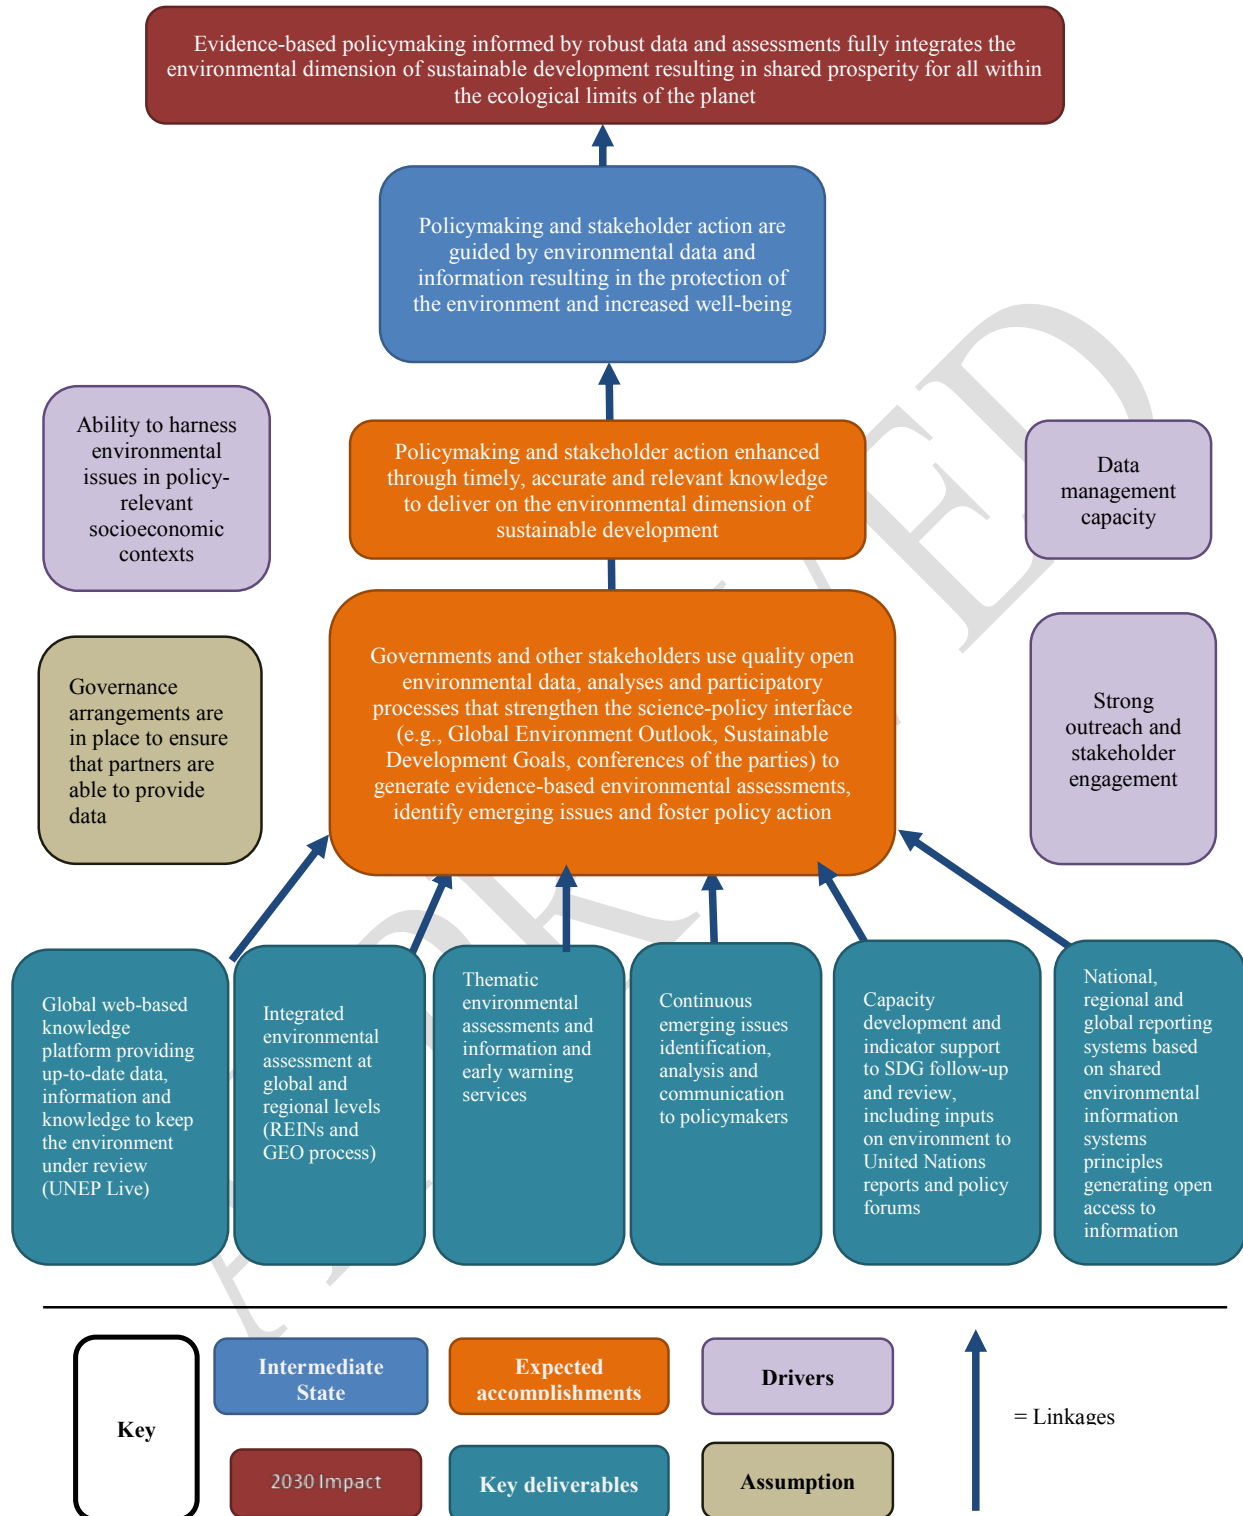 Evidence-based policymaking informed by robust data and assessments fully integrates the
environmental dimension of sustainable development resulting in shared prosperity for all within
the ecological limits of the planet
Policymaking and stakeholder action are
guided by environmental data and
information resulting in the protection of
the environment and increased well-being
Ability to harness
environmental
issues in policy-
relevant
socioeconomic
contexts
Policymaking and stakeholder action enhanced
through timely, accurate and relevant knowledge
to deliver on the environmental dimension of
sustainable development
Data
management
capacity
Governance
arrangements are
in place to ensure
that partners are
able to provide
data
Governments and other stakeholders use quality open
environmental data, analyses and participatory
processes that strengthen the science-policy interface
(e.g., Global Environment Outlook, Sustainable
Development Goals, conferences of the parties) to
generate evidence-based environmental assessments,
identify emerging issues and foster policy action
Strong
outreach and
stakeholder
engagement
Global web-based
knowledge
platform providing
up-to-date data,
information and
knowledge to keep
the environment
under review
(UNEP Live)
Integrated
environmental
assessment at
global and
regional levels
(REINs and
GEO process)
Thematic
environmental
assessments and
information and
early warning
services
Continuous
emerging issues
identification,
analysis and
communication
to policymakers
Capacity
development and
indicator support
to SDG follow-up
and review,
including inputs
on environment to
United Nations
reports and policy
forums
National,
regional and
global reporting
systems based
on shared
environmental
information
systems
principles
generating open
access to
information
Key
Intermediate
State
Expected
accomplishments
Drivers
= Linkages
2030 Impact
Key deliverables
Assumption